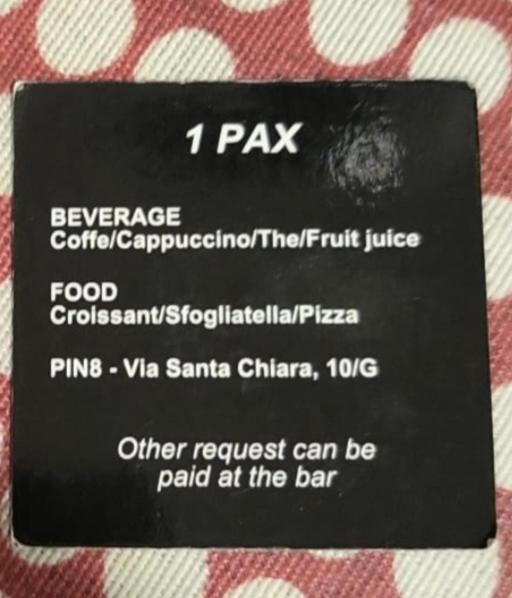 1 PAX
BEVERAGE
Coffe/Cappuccino/The/Fruit juice
FOOD
Croissant/Sfogliatella/Pizza
PIN8 - Via Santa Chiara, 10/G
Other request can be
paid at the bar